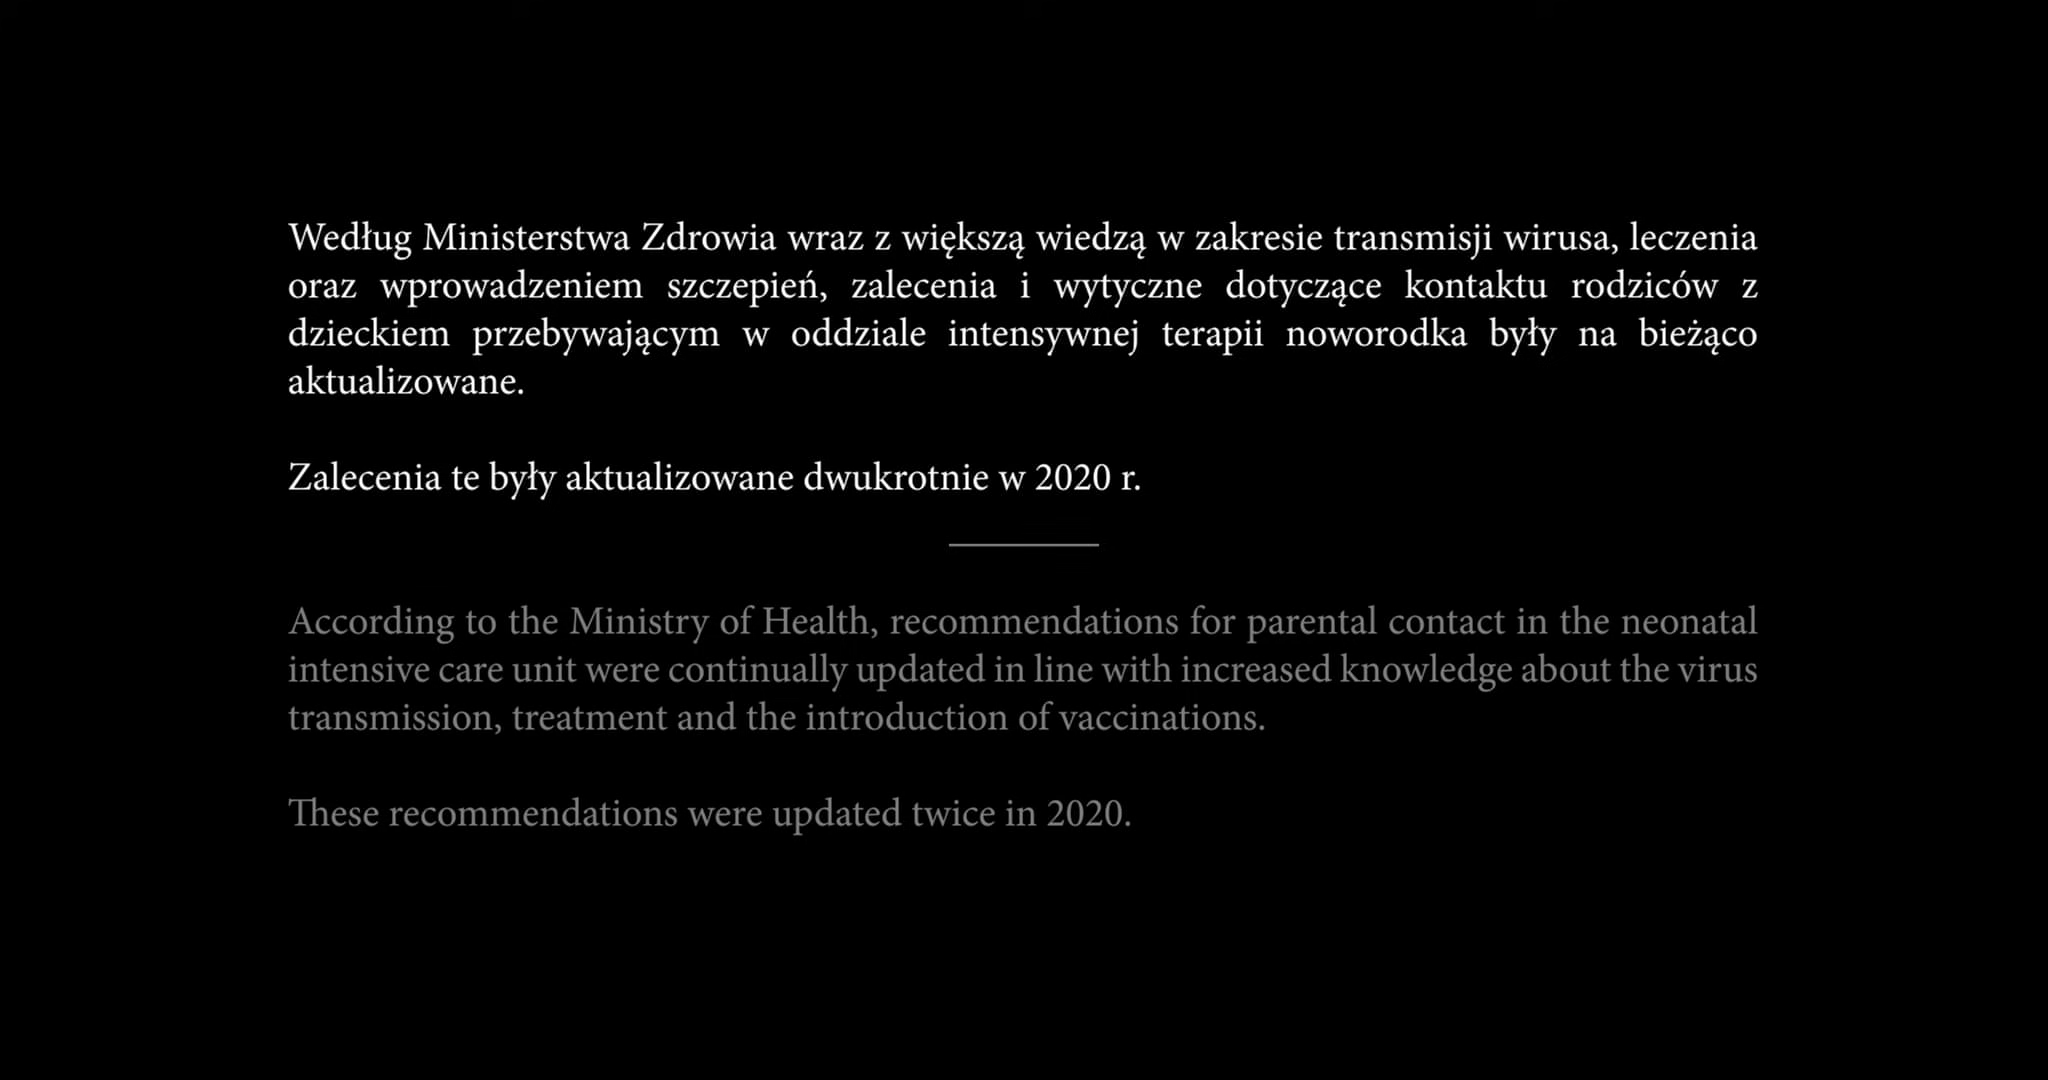 Według Ministerstwa Zdrowia wraz z większą wiedzą w zakresie transmisji wirusa, leczenia
oraz wprowadzeniem szczepień, zalecenia i wytyczne dotyczące kontaktu rodziców z
dzieckiem przebywającym w oddziale intensywnej terapii noworodka były na bieżąco
aktualizowane.
Zalecenia te były aktualizowane dwukrotnie w 2020 r.
According to the Ministry of Health, recommendations for parental contact in the neonatal
intensive care unit were continually updated in line with increased knowledge about the virus
transmission, treatment and the introduction of vaccinations.
These recommendations were updated twice in 2020.